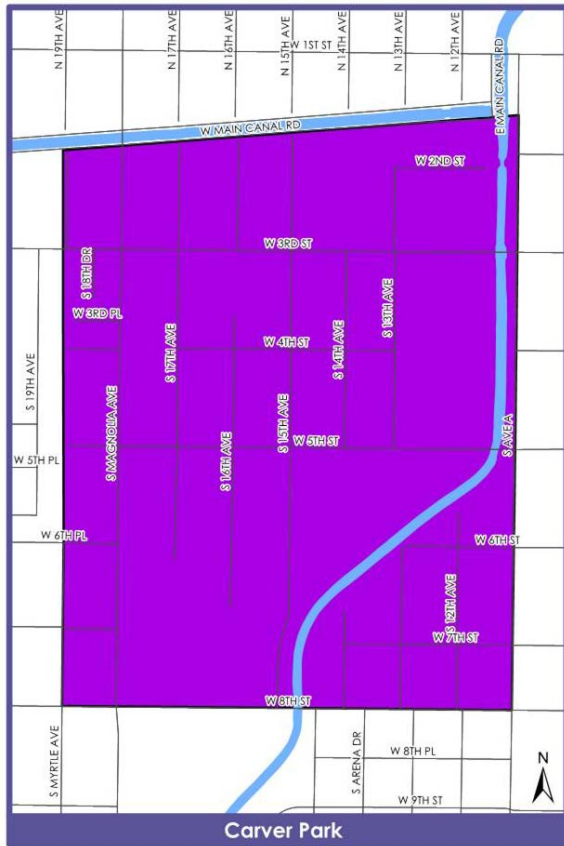 N 19TH AVE
N 17TH AVE
N 16TH AVE
N 15TH AVE
N 14TH AVE
N 13TH AVE
N 12TH AVE
W 1ST ST
E MAIN CANAL RD
W MAIN CANAL RD
W 2ND ST
W 3RD ST
S 18TH DR
S 13TH AVE
W 3RD PL
S 17TH AVE
W 4TH ST
S 14TH AVE
S 19TH AVE
S MAGNOLIA AVE
S 15TH AVE
S AVE A
W 5TH ST
W 5TH PL
S 16TH AVE
W 6TH PL
W 6TH ST
S 12TH AVE
W 7TH ST
W 8TH ST
S MYRTLE AVE
S ARENA DR
W 8TH PL
N
W 9TH ST
Carver Park